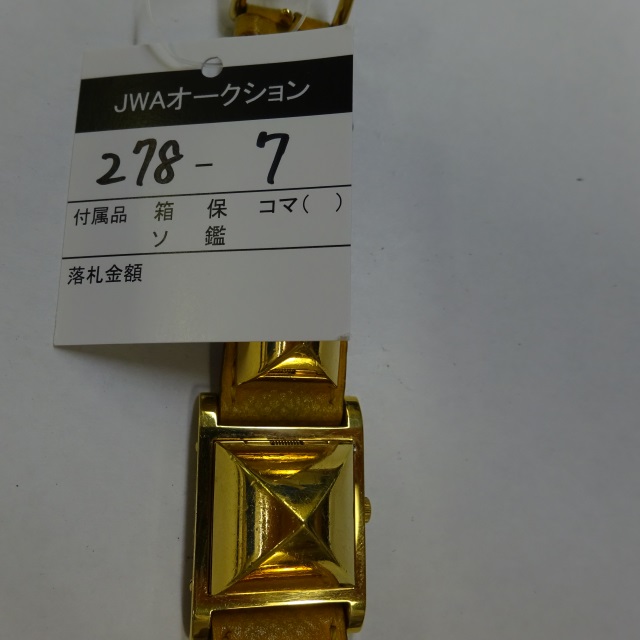 JWAオークション
278-7
付属品 箱 保 コマ( )
ソ 鑑
落札金額